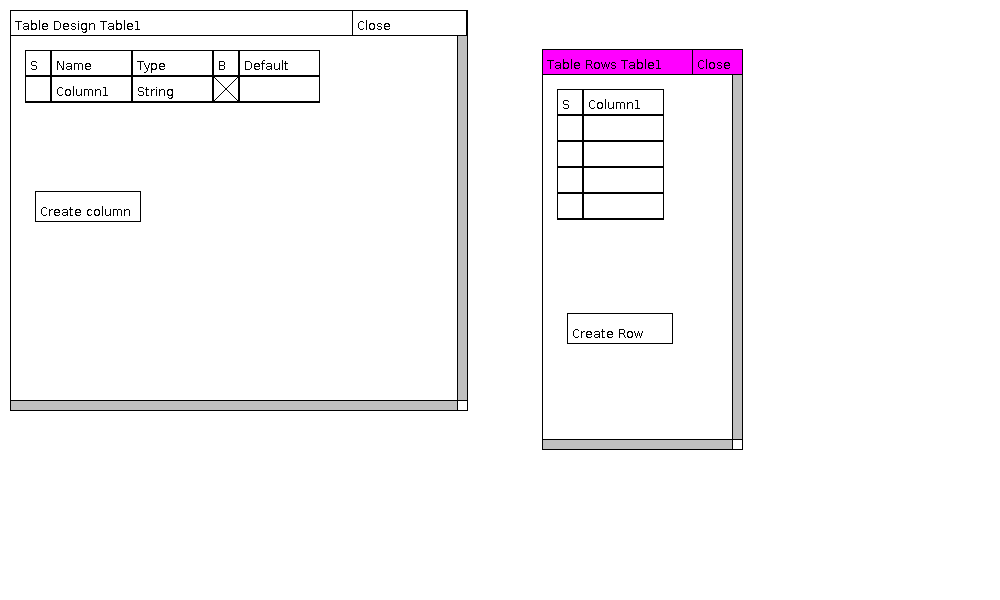 Table Design Table1 Close
S Name Type B Default
Column1 String
Create column
Table Rows Table1 Close
S Column1
Create Row